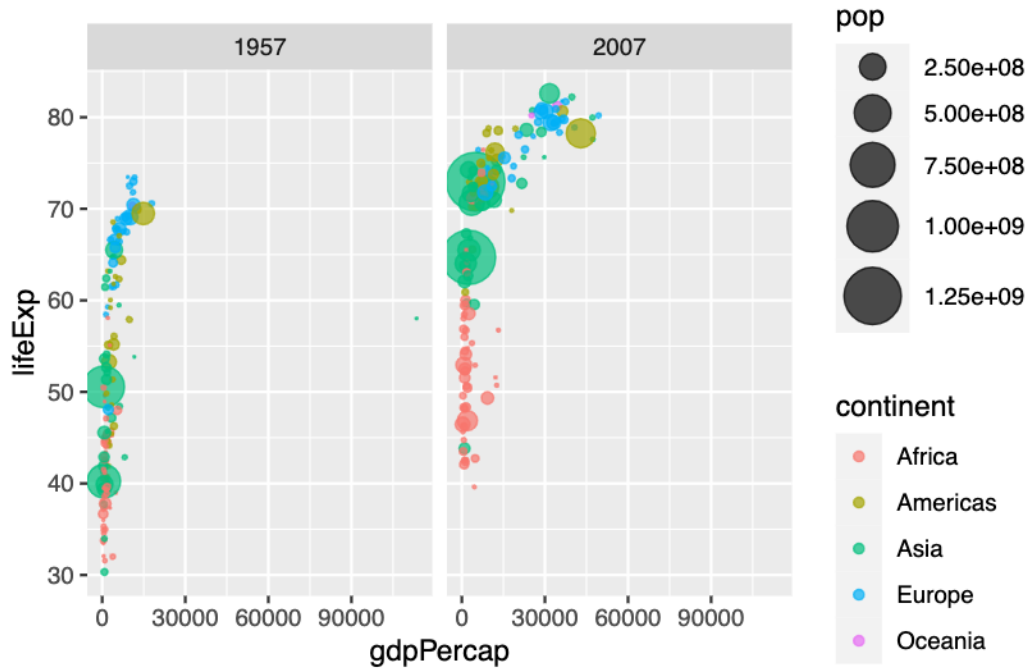 1957
2007
80
70
60
50
40
30
lifeExp
0 30000 60000 90000
0 30000 60000 90000
gdpPercap
pop
2.50e+08
5.00e+08
7.50e+08
1.00e+09
1.25e+09
continent
Africa
Americas
Asia
Europe
Oceania